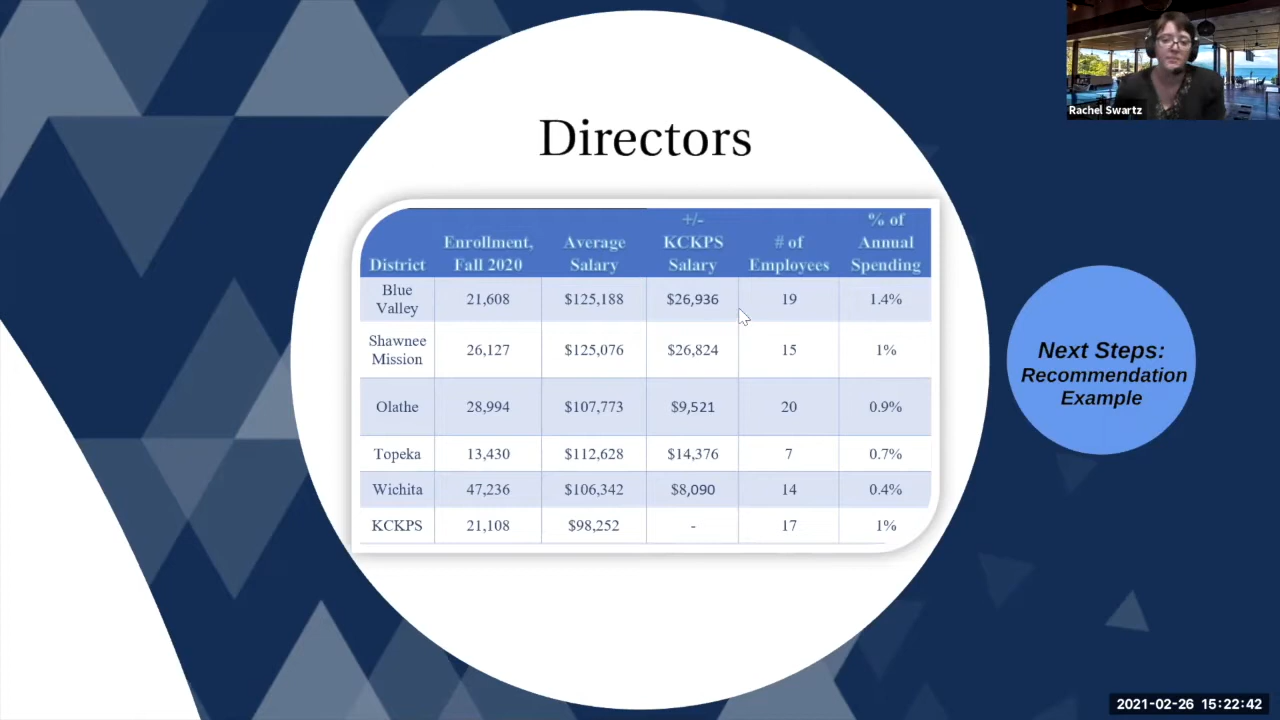 Rachel Swartz
Directors
District
Enrollment,
Fall 2020
Average
Salary
+/-
KCKPS
Salary
# of
Employees
% of
Annual
Spending
Blue
Valley
21,608
$125,188
$26,936
19
1.4%
Shawnee
Mission
26,127
$125,076
$26,824
15
1%
Olathe
28,994
$107,773
$9,521
20
0.9%
Topeka
13,430
$112,628
$14,376
7
0.7%
Wichita
47,236
$106,342
$8,090
14
0.4%
KCKPS
21,108
$98,252
-
17
1%
Next Steps:
Recommendation
Example
2021-02-26 15:22:42